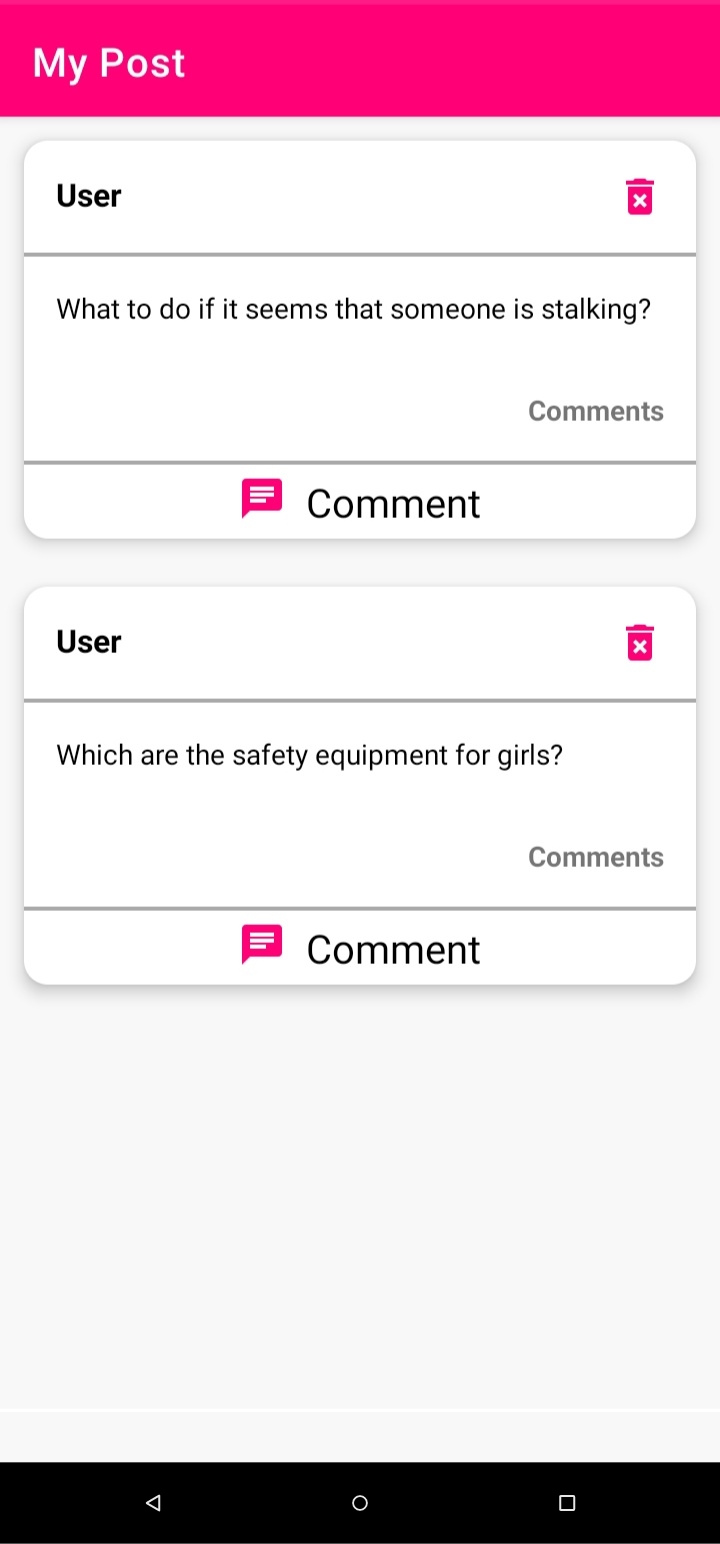 My Post
User
What to do if it seems that someone is stalking?
Comments
Comment
User
Which are the safety equipment for girls?
Comments
Comment